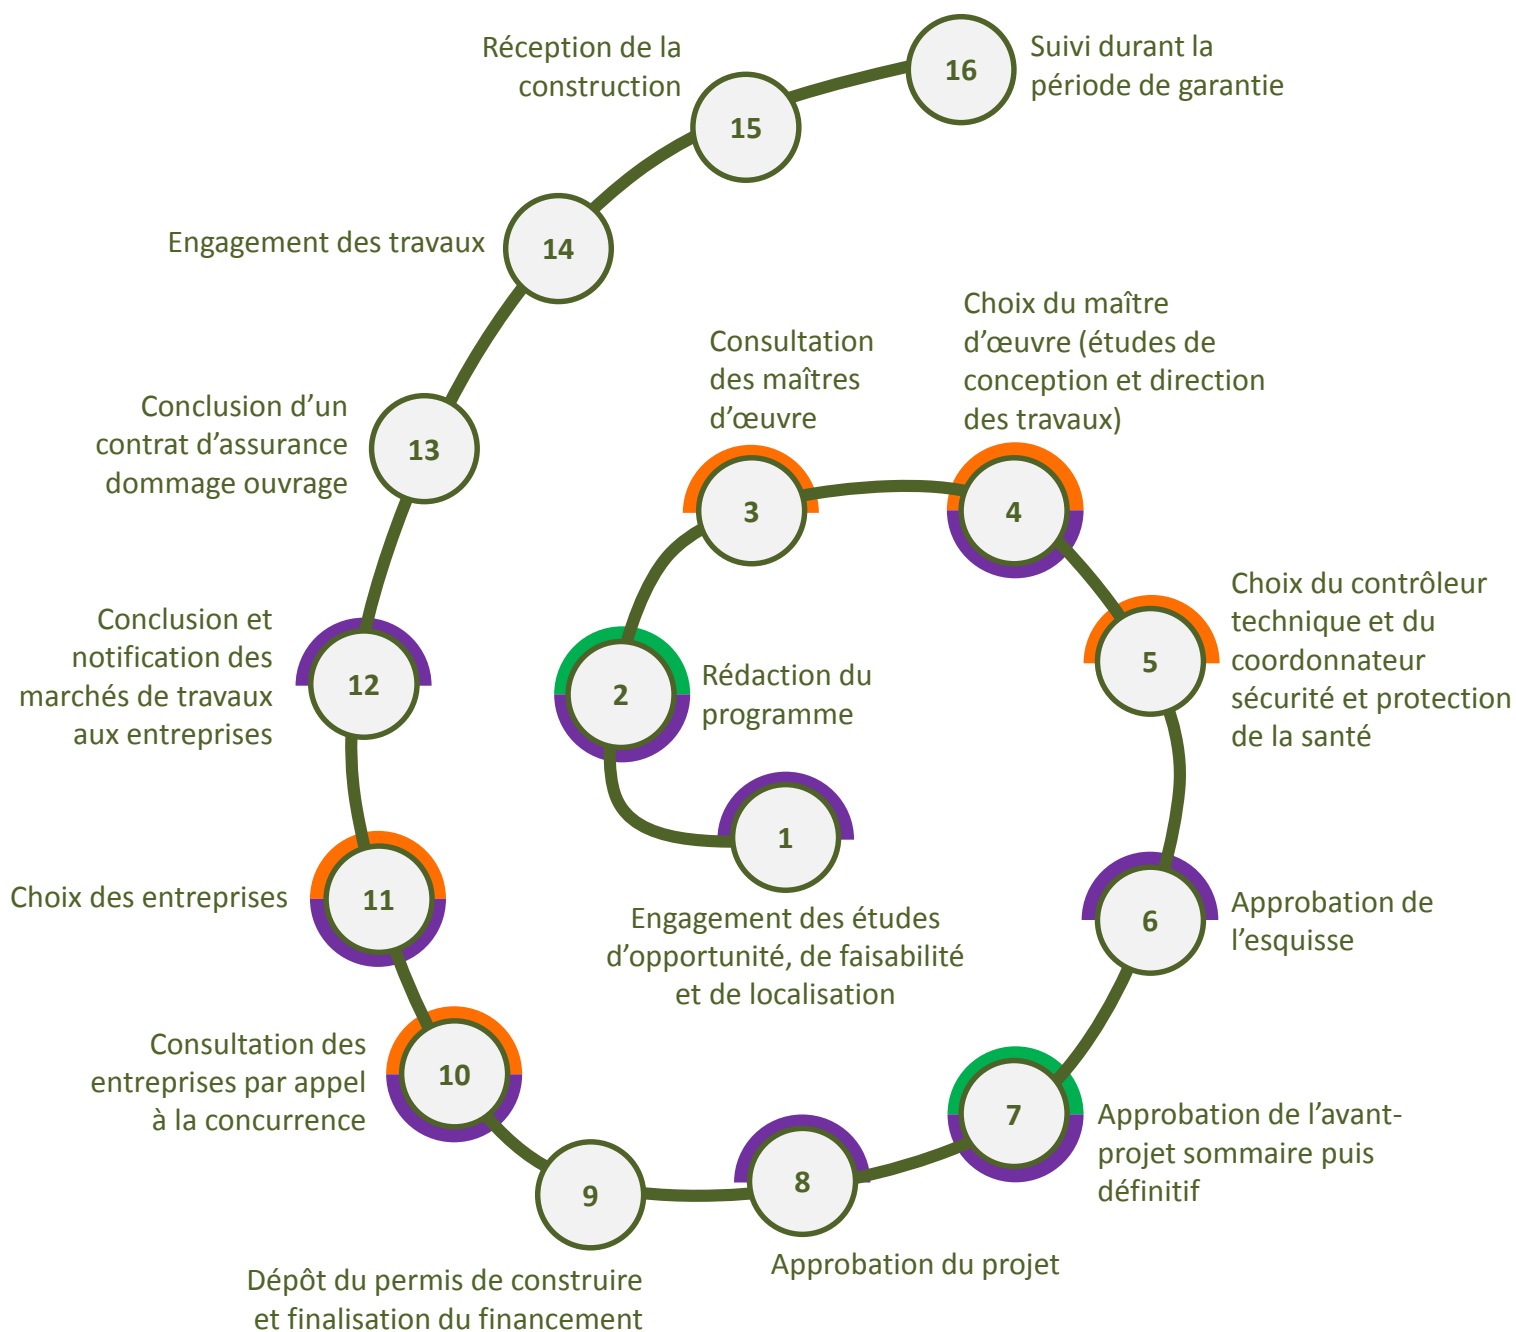 1
Engagement des études
d’opportunité, de faisabilité
et de localisation
2
Rédaction du
programme
3
Consultation
des maîtres
d’œuvre
4
Choix du maître
d’œuvre (études de
conception et direction
des travaux)
5
Choix du contrôleur
technique et du
coordonnateur
sécurité et protection
de la santé
6
Approbation de
l’esquisse
7
Approbation de l’avant-
projet sommaire puis
définitif
8
Approbation du projet
9
Dépôt du permis de construire
et finalisation du financement
10
Consultation des
entreprises par appel
à la concurrence
11
Choix des entreprises
12
Conclusion et
notification des
marchés de travaux
aux entreprises
13
Conclusion d’un
contrat d’assurance
dommage ouvrage
14
Engagement des travaux
15
Réception de la
construction
16
Suivi durant la
période de garantie